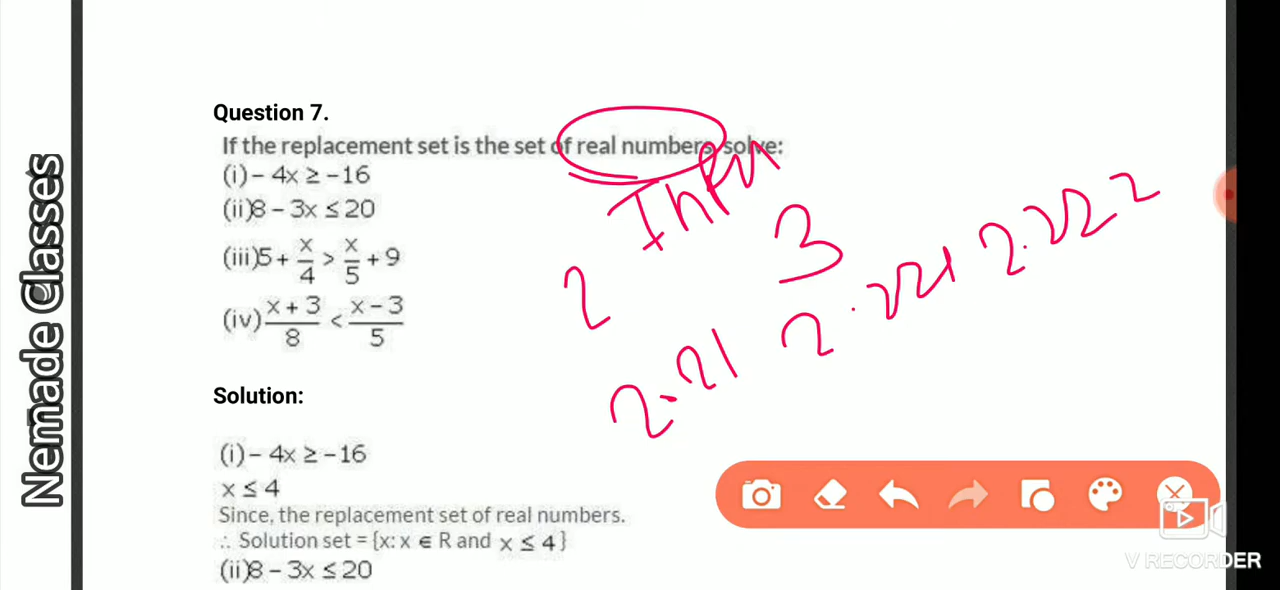 Nemade Classes
Question 7.
If the replacement set is the set of real numbers, solve:
(i) – 4x ≥ –16
(ii)8 – 3x ≤ 20
(iii)5 + x/4 > x/5 + 9
(iv) x + 3/8 < x – 3/5
2 3
2.21 2.221 2.222
Solution:
(i) – 4x ≥ –16
x ≤ 4
Since, the replacement set of real numbers.
∴ Solution set = {x: x ∈ R and x ≤ 4}
(ii)8 – 3x ≤ 20
V RECORDER